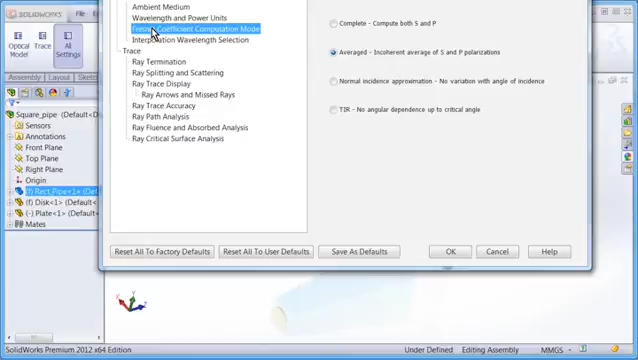 Ambient Medium
Wavelength and Power Units
Fresnel Coefficient Computation Mode
Interpolation Wavelength Selection
Trace
Ray Termination
Ray Splitting and Scattering
Ray Trace Display
Ray Arrows and Missed Rays
Ray Trace Accuracy
Ray Path Analysis
Ray Fluence and Absorbed Analysis
Ray Critical Surface Analysis
Complete - Compute both S and P
Averaged - Incoherent average of S and P polarizations
Normal incidence approximation - No variation with angle of incidence
TIR - No angular dependence up to critical angle
Reset All To Factory Defaults
Reset All To User Defaults
Save As Defaults
OK
Cancel
Help
Optical Model
Trace
All Settings
Assembly
Layout
Sk
Square_pipe (Default<D
Sensors
Annotations
Front Plane
Top Plane
Right Plane
Origin
(f) Rect_Pipe<1> (Def
(f) Disk<1> (Default<
(-) Plate<1> (Default<
Mates
SolidWorks Premium 2012 x64 Edition
Under Defined
Editing Assembly
MMGS